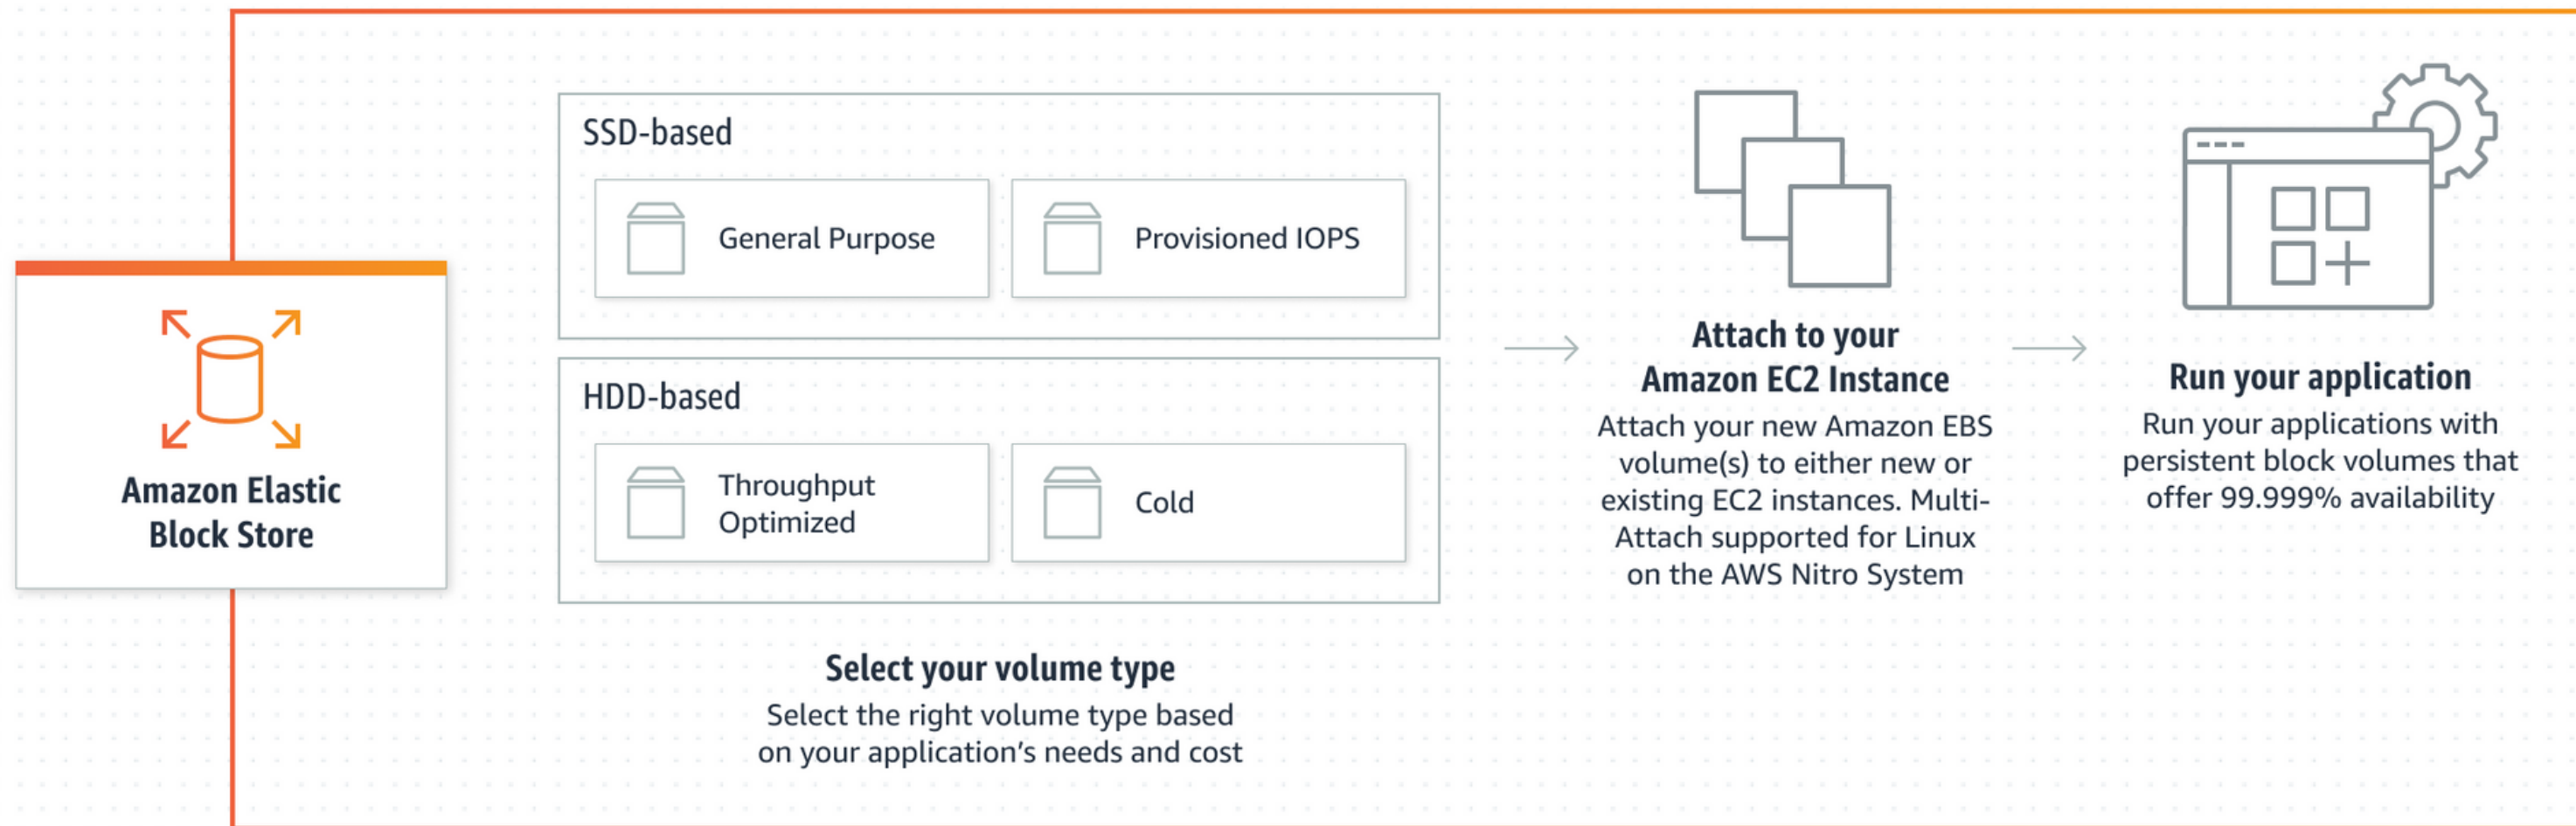 Amazon Elastic
Block Store
SSD-based
General Purpose
Provisioned IOPS
HDD-based
Throughput
Optimized
Cold
Select your volume type
Select the right volume type based
on your application’s needs and cost
Attach to your
Amazon EC2 Instance
Attach your new Amazon EBS
volume(s) to either new or
existing EC2 instances. Multi-
Attach supported for Linux
on the AWS Nitro System
Run your application
Run your applications with
persistent block volumes that
offer 99.999% availability